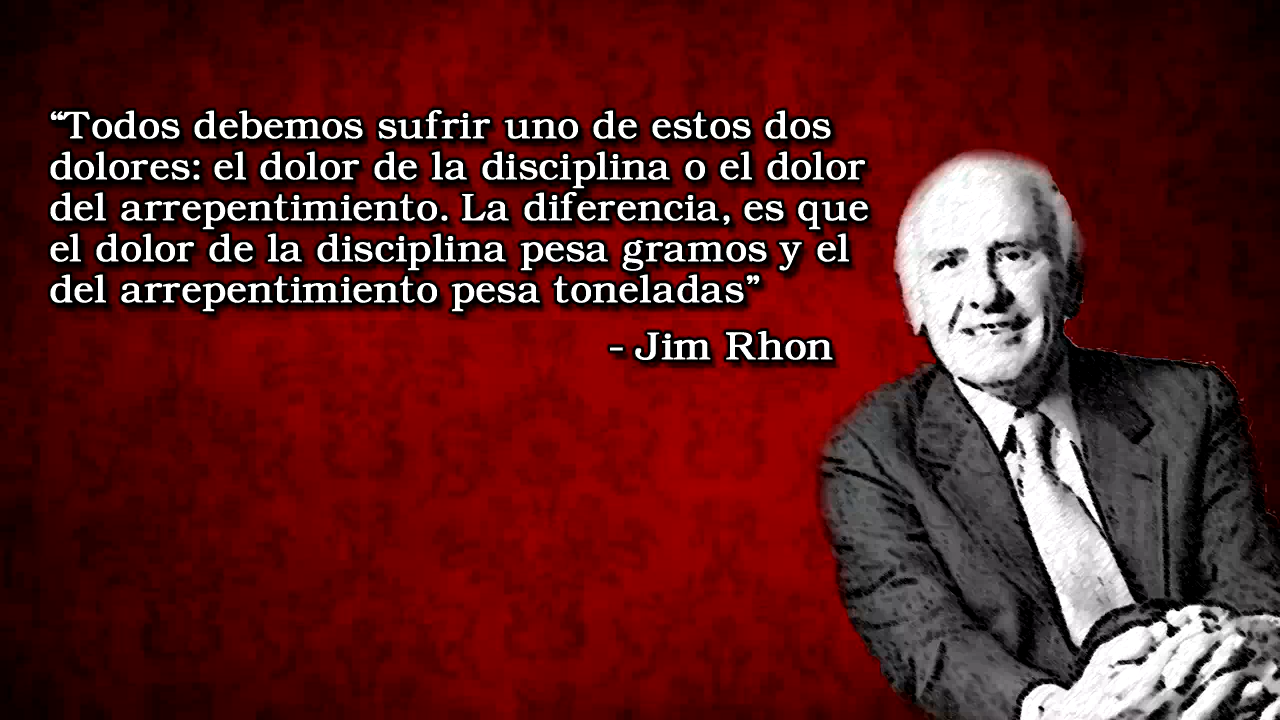 “Todos debemos sufrir uno de estos dos
dolores: el dolor de la disciplina o el dolor
del arrepentimiento. La diferencia, es que
el dolor de la disciplina pesa gramos y el
del arrepentimiento pesa toneladas”
- Jim Rhon